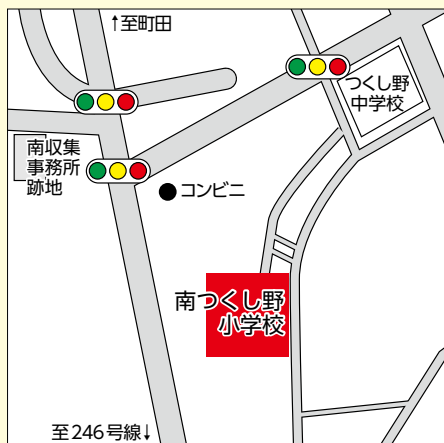 ↑至町田
つくし野
中学校
南収集
事務所
跡地
コンビニ
南つくし野
小学校
至246号線↓